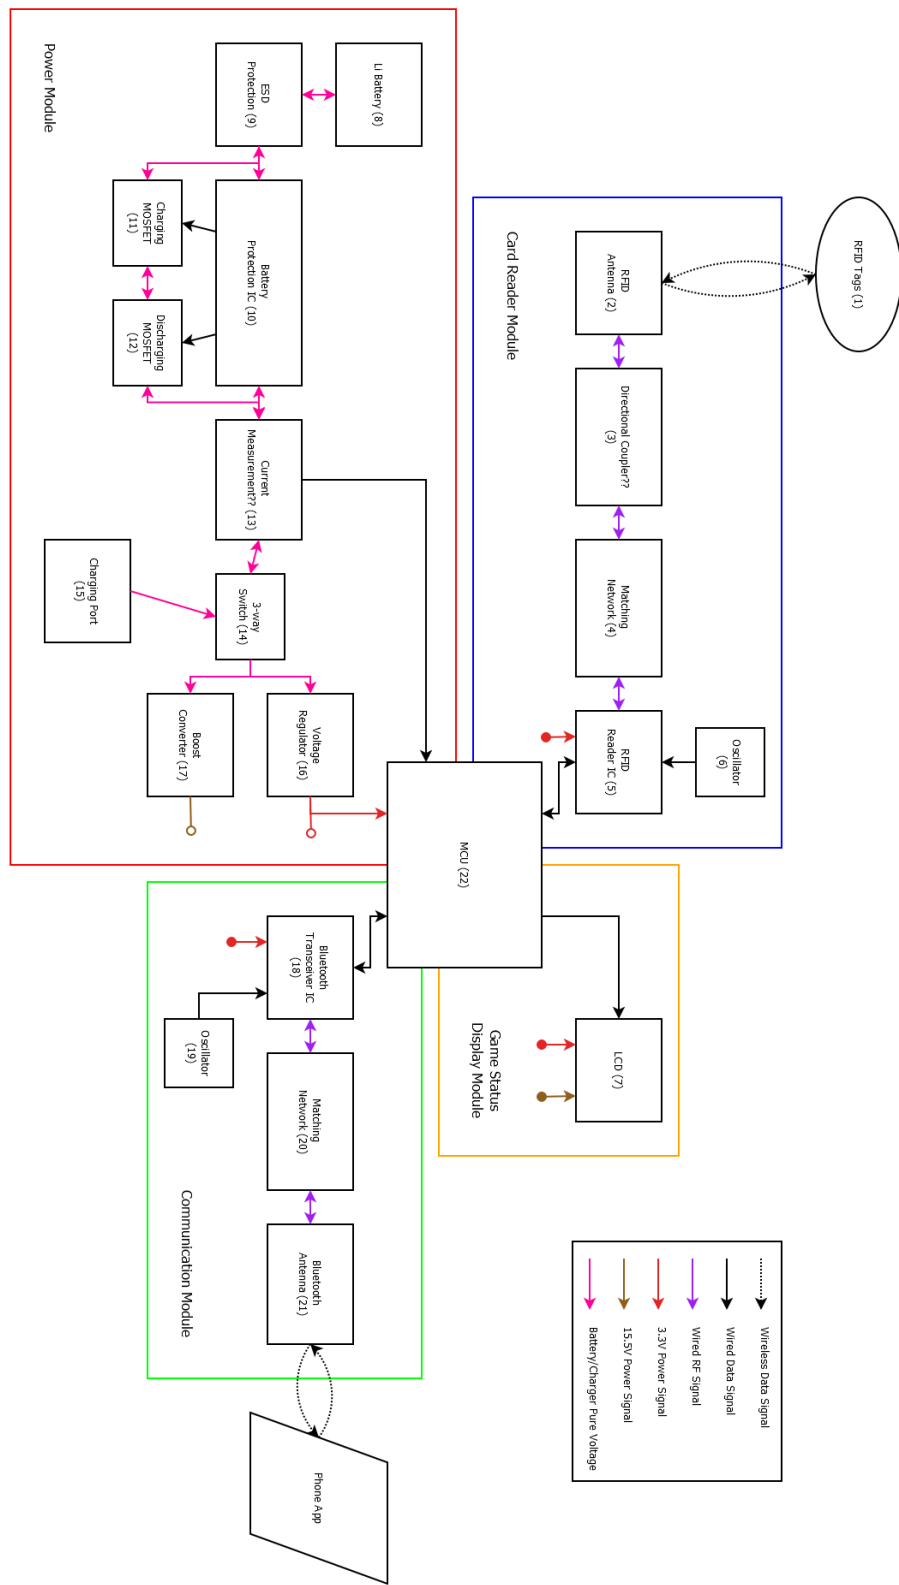 RFID Tags (1)
Card Reader Module
RFID
Antenna (2)
Directional Coupler??
(3)
Matching
Network (4)
RFID
Reader IC (5)
Oscillator
(6)
Power Module
Li Battery (8)
ESD
Protection (9)
Battery
Protection IC (10)
Charging
MOSFET
(11)
Discharging
MOSFET
(12)
Current
Measurement?? (13)
3-way
Switch (14)
Charging Port
(15)
Voltage
Regulator (16)
Boost
Converter (17)
MCU (22)
Game Status
Display Module
LCD (7)
Communication Module
Bluetooth
Transceiver IC
(18)
Oscillator
(19)
Matching
Network (20)
Bluetooth
Antenna (21)
Phone App
Wireless Data Signal
Wired Data Signal
Wired RF Signal
3.3V Power Signal
15.5V Power Signal
Battery/Charger Pure Voltage